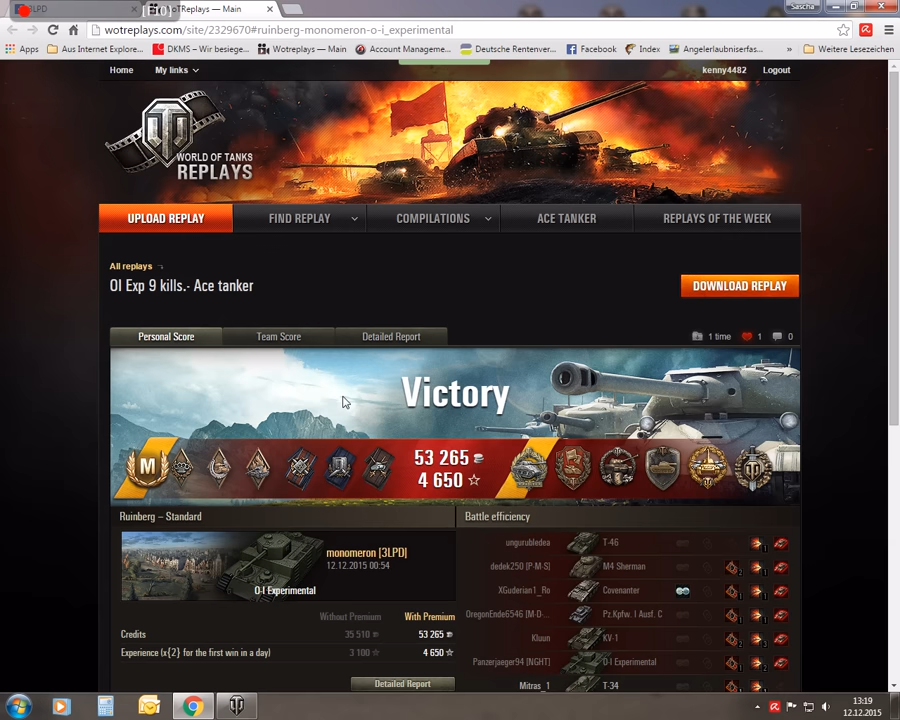 3LPD
[F10]
WoTReplays — Main
Sascha
wotreplays.com/site/2329670#ruinberg-monomeron-o-i_experimental
Apps
Aus Internet Explore...
DKMS – Wir besiege...
Wotreplays — Main
Account Manageme...
Deutsche Rentenver...
Facebook
Index
Angelerlaubniserfas...
»
Weitere Lesezeichen
Home
My links
kenny4482
Logout
WORLD OF TANKS
REPLAYS
UPLOAD REPLAY
FIND REPLAY
COMPILATIONS
ACE TANKER
REPLAYS OF THE WEEK
All replays
OI Exp 9 kills.- Ace tanker
DOWNLOAD REPLAY
Personal Score
Team Score
Detailed Report
1 time
1
0
Victory
M
53 265
4 650
Ruinberg – Standard
Battle efficiency
monomeron [3LPD]
12.12.2015 00:54
O-I Experimental
Without Premium
With Premium
Credits
35 510
53 265
Experience (x{2} for the first win in a day)
3 100
4 650
Detailed Report
ungurubledea
T-46
dedek250 [P-M-S]
M4 Sherman
XGuderian1_Ro
Covenanter
OregonEnde6546 [M-D-...
Pz.Kpfw. I Ausf. C
Kluun
KV-1
Panzerjaeger94 [NGHT]
O-I Experimental
Mitras_1
T-34
13:19
12.12.2015